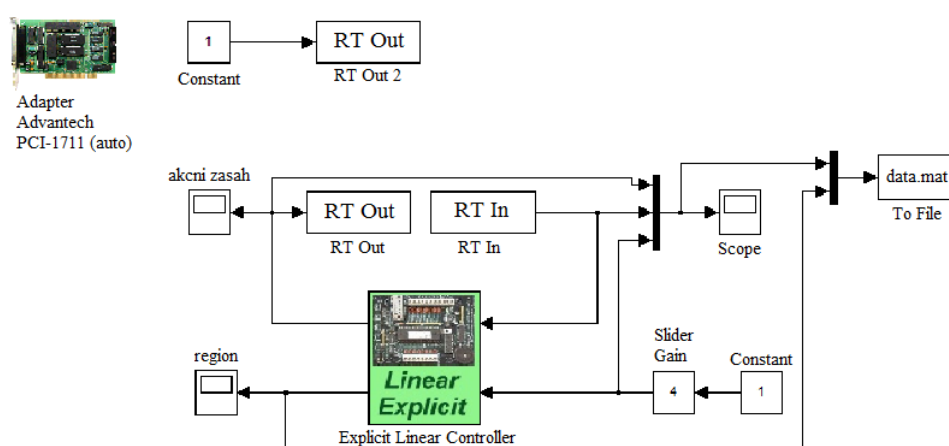 1
RT Out
Constant
RT Out 2
Adapter
Advantech
PCI-1711 (auto)
akcni zasah
RT Out
RT In
RT Out
RT In
Scope
data.mat
To File
region
Linear
Explicit
Explicit Linear Controller
Slider
Gain
4
Constant
1